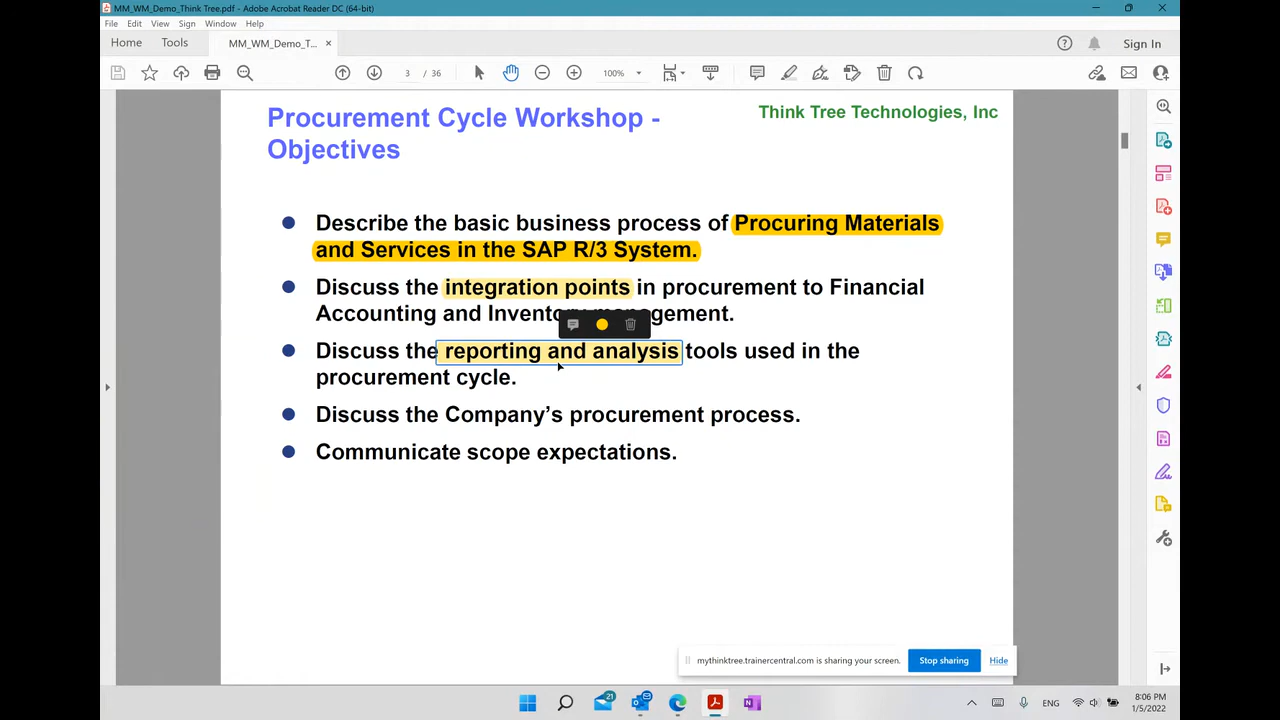 MM_WM_Demo_Think Tree.pdf - Adobe Acrobat Reader DC (64-bit)
File Edit View Sign Window Help
Home Tools MM_WM_Demo_T... × Sign In
3 / 36 100%
Procurement Cycle Workshop -
Objectives
Think Tree Technologies, Inc
Describe the basic business process of Procuring Materials
and Services in the SAP R/3 System.
Discuss the integration points in procurement to Financial
Accounting and Inventory management.
Discuss the reporting and analysis tools used in the
procurement cycle.
Discuss the Company's procurement process.
Communicate scope expectations.
mythinktree.trainercentral.com is sharing your screen. Stop sharing Hide
21
ENG
8:06 PM
1/5/2022